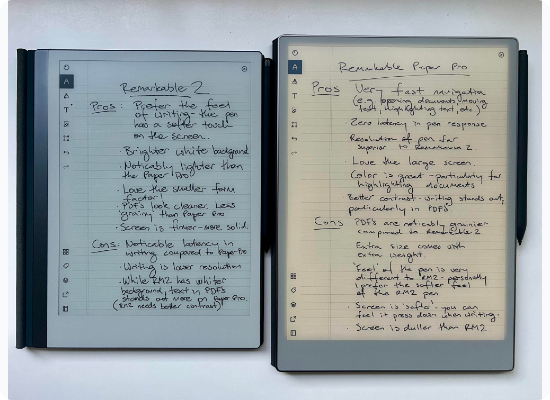 Remarkable 2
Pros: Prefer the feel
of writing - the pen
has a softer touch
on the screen.
Brighter white background
· Noticably lighter than
the Paper Pro
· Love the smaller form
factor!
· PDFs look cleaner. Less
'grainy' than Paper Pro
· Screen is firmer - more solid.
Cons: Noticable latency in
writing compared to Paper Pro
· Writing is lower resolution
· While RM2 has whiter
background, text in PDFs
stands out more on Paper Pro.
(RM2 needs better contrast)
Remarkable Paper Pro
Pros Very fast navigation
(e.g. opening documents, moving
text, highlighting text, etc)
Zero latency in pen response
Resolution of pen far
superior to Remarkable 2
Love the large screen.
Color is great - particularly for
highlighting documents
Better contrast - writing stands out,
particularly in PDFs
Cons PDFs are noticably grainier
compared to Remarkable 2
Extra size comes with
extra weight.
Feel of the pen is very
different to RM2 - personally
I prefer the softer feel
of the RM2 pen
· Screen is 'softer' - you can
feel it press down when writing.
· Screen is duller than RM2